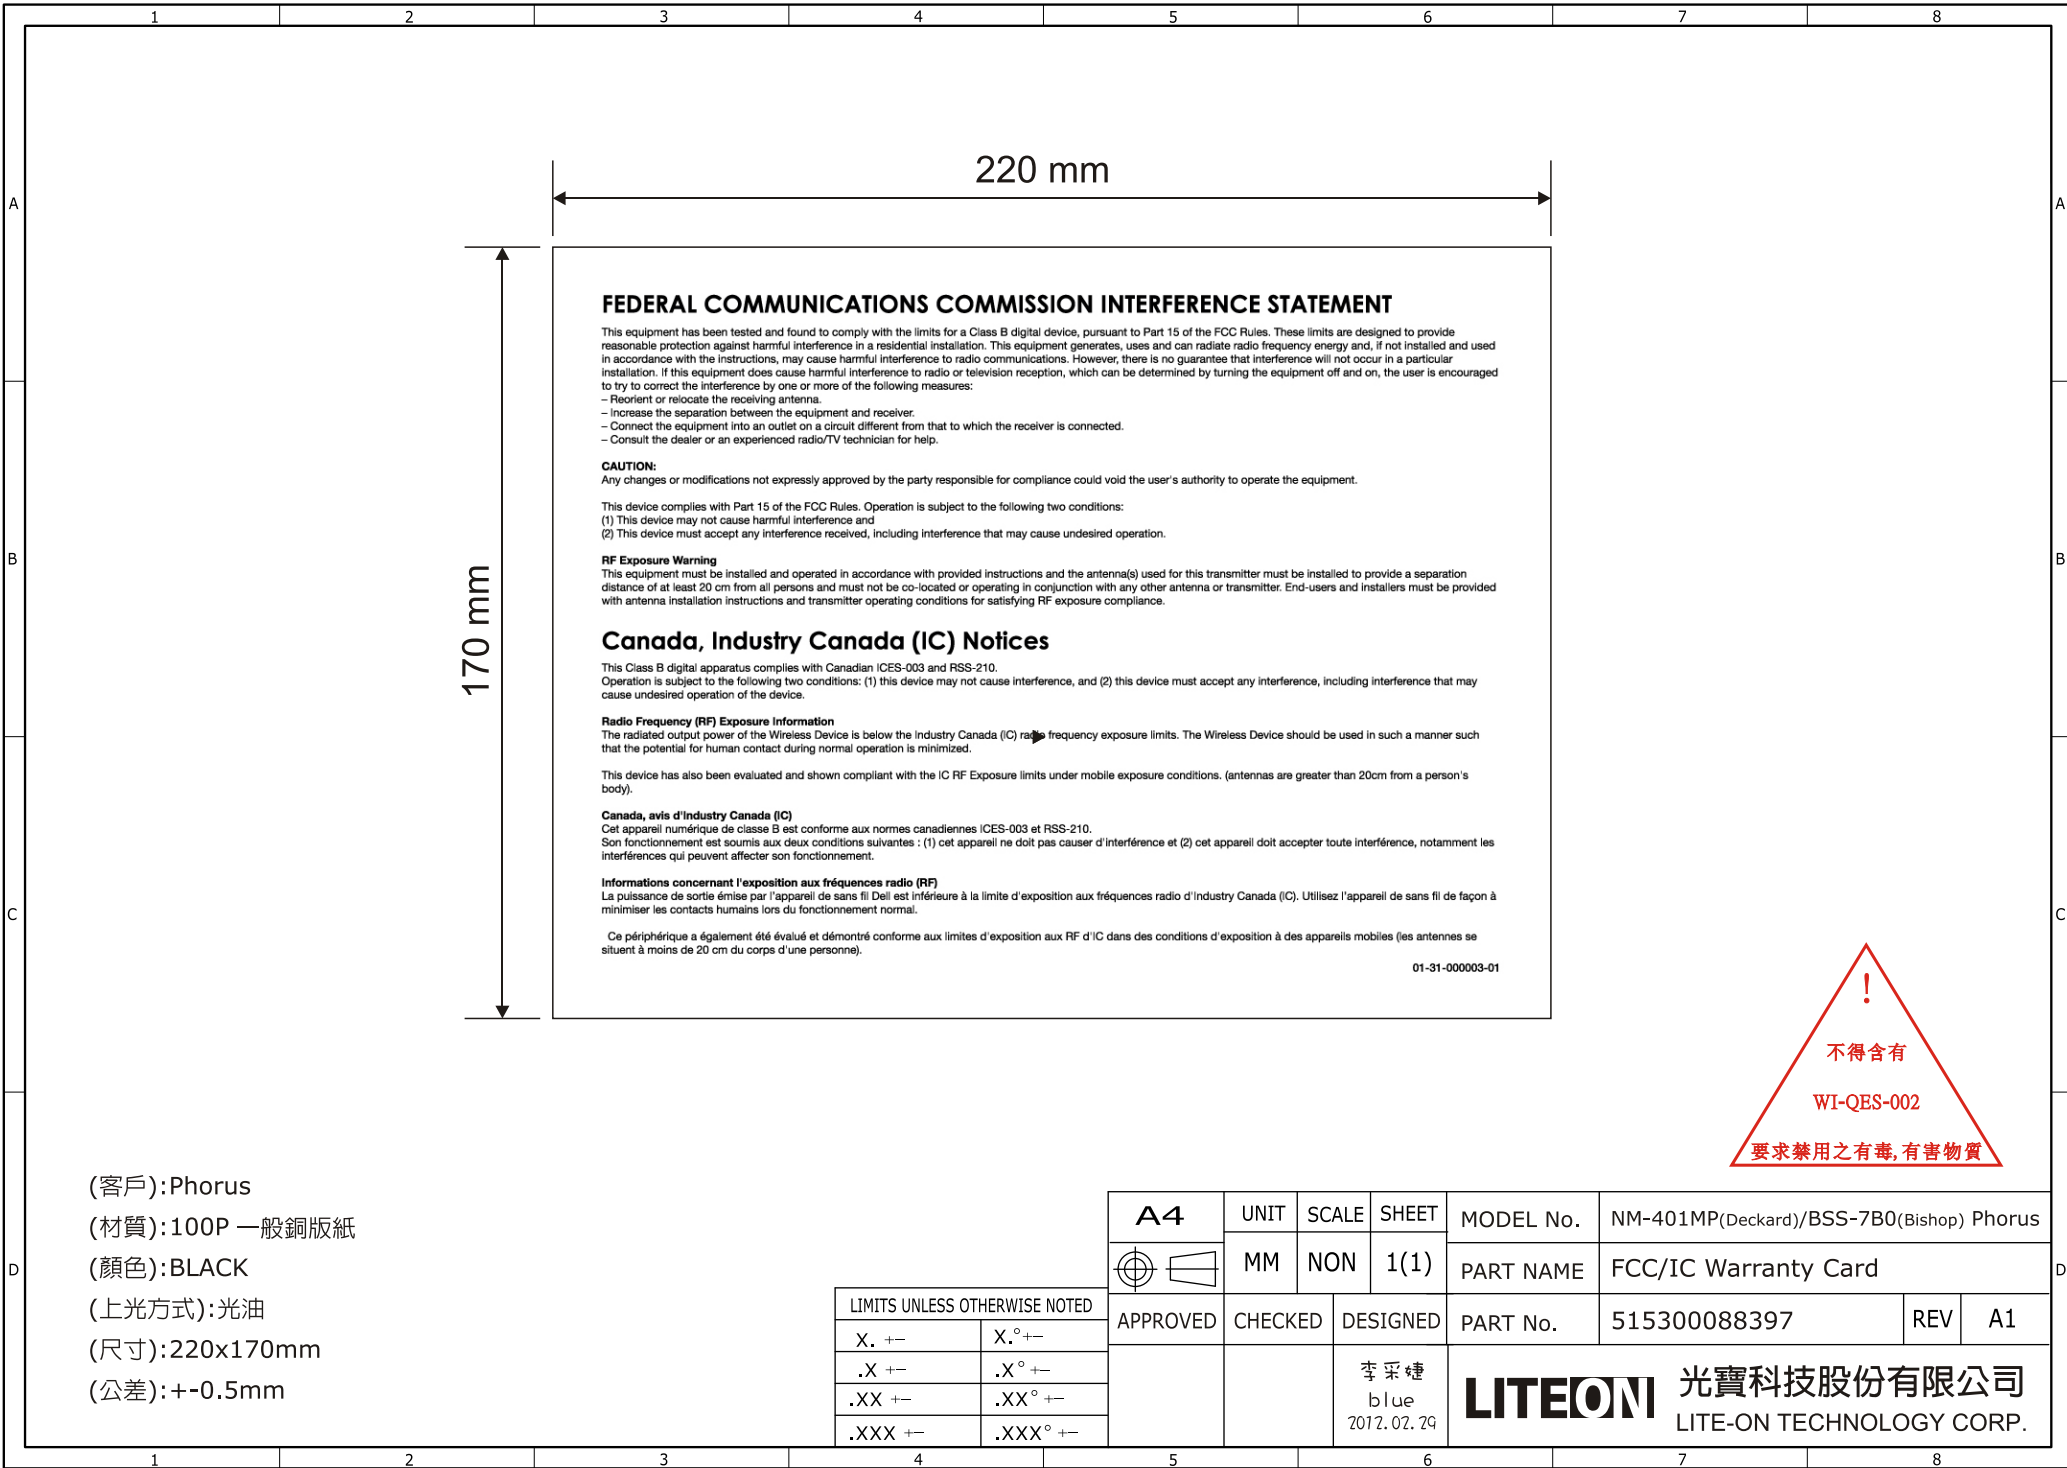 1 2 3 4 5 6 7 8
A A
B B
C C
D D
220 mm
170 mm
FEDERAL COMMUNICATIONS COMMISSION INTERFERENCE STATEMENT
This equipment has been tested and found to comply with the limits for a Class B digital device, pursuant to Part 15 of the FCC Rules. These limits are designed to provide
reasonable protection against harmful interference in a residential installation. This equipment generates, uses and can radiate radio frequency energy and, if not installed and used
in accordance with the instructions, may cause harmful interference to radio communications. However, there is no guarantee that interference will not occur in a particular
installation. If this equipment does cause harmful interference to radio or television reception, which can be determined by turning the equipment off and on, the user is encouraged
to try to correct the interference by one or more of the following measures:
– Reorient or relocate the receiving antenna.
– Increase the separation between the equipment and receiver.
– Connect the equipment into an outlet on a circuit different from that to which the receiver is connected.
– Consult the dealer or an experienced radio/TV technician for help.
CAUTION:
Any changes or modifications not expressly approved by the party responsible for compliance could void the user's authority to operate the equipment.
This device complies with Part 15 of the FCC Rules. Operation is subject to the following two conditions:
(1) This device may not cause harmful interference and
(2) This device must accept any interference received, including interference that may cause undesired operation.
RF Exposure Warning
This equipment must be installed and operated in accordance with provided instructions and the antenna(s) used for this transmitter must be installed to provide a separation
distance of at least 20 cm from all persons and must not be co-located or operating in conjunction with any other antenna or transmitter. End-users and installers must be provided
with antenna installation instructions and transmitter operating conditions for satisfying RF exposure compliance.
Canada, Industry Canada (IC) Notices
This Class B digital apparatus complies with Canadian ICES-003 and RSS-210.
Operation is subject to the following two conditions: (1) this device may not cause interference, and (2) this device must accept any interference, including interference that may
cause undesired operation of the device.
Radio Frequency (RF) Exposure Information
The radiated output power of the Wireless Device is below the Industry Canada (IC) radio frequency exposure limits. The Wireless Device should be used in such a manner such
that the potential for human contact during normal operation is minimized.
This device has also been evaluated and shown compliant with the IC RF Exposure limits under mobile exposure conditions. (antennas are greater than 20cm from a person's
body).
Canada, avis d'Industry Canada (IC)
Cet appareil numérique de classe B est conforme aux normes canadiennes ICES-003 et RSS-210.
Son fonctionnement est soumis aux deux conditions suivantes : (1) cet appareil ne doit pas causer d'interférence et (2) cet appareil doit accepter toute interférence, notamment les
interférences qui peuvent affecter son fonctionnement.
Informations concernant l'exposition aux fréquences radio (RF)
La puissance de sortie émise par l'appareil de sans fil Dell est inférieure à la limite d'exposition aux fréquences radio d'Industry Canada (IC). Utilisez l'appareil de sans fil de façon à
minimiser les contacts humains lors du fonctionnement normal.
Ce périphérique a également été évalué et démontré conforme aux limites d'exposition aux RF d'IC dans des conditions d'exposition à des appareils mobiles (les antennes se
situent à moins de 20 cm du corps d'une personne).
01-31-000003-01
!
不得含有
WI-QES-002
要求禁用之有毒,有害物質
(客戶):Phorus
(材質):100P 一般銅版紙
(顏色):BLACK
(上光方式):光油
(尺寸):220x170mm
(公差):+-0.5mm
LIMITS UNLESS OTHERWISE NOTED
X. +- X.°+-
.X +- .X° +-
.XX +- .XX° +-
.XXX +- .XXX° +-
A4 UNIT SCALE SHEET MODEL No. NM-401MP(Deckard)/BSS-7B0(Bishop) Phorus
MM NON 1(1) PART NAME FCC/IC Warranty Card
APPROVED CHECKED DESIGNED PART No. 515300088397 REV A1
李采婕
blue
2012.02.29
LITEON 光寶科技股份有限公司
LITE-ON TECHNOLOGY CORP.
1 2 3 4 5 6 7 8